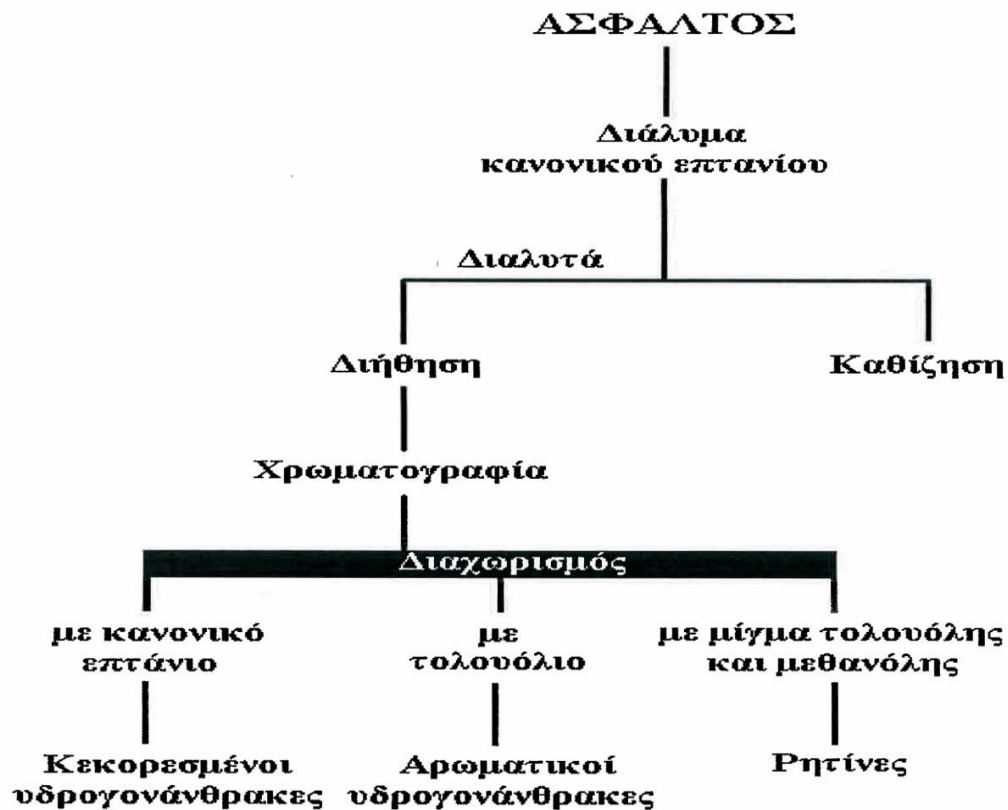 ΑΣΦΑΛΤΟΣ
Διάλυμα
κανονικού επτανίου
Διαλυτά
Διήθηση
Καθίζηση
Χρωματογραφία
Διαχωρισμός
με κανονικό
επτάνιο
με
τολουόλιο
με μίγμα τολουόλης
και μεθανόλης
Κεκορεσμένοι
υδρογονάνθρακες
Αρωματικοί
υδρογονάνθρακες
Ρητίνες